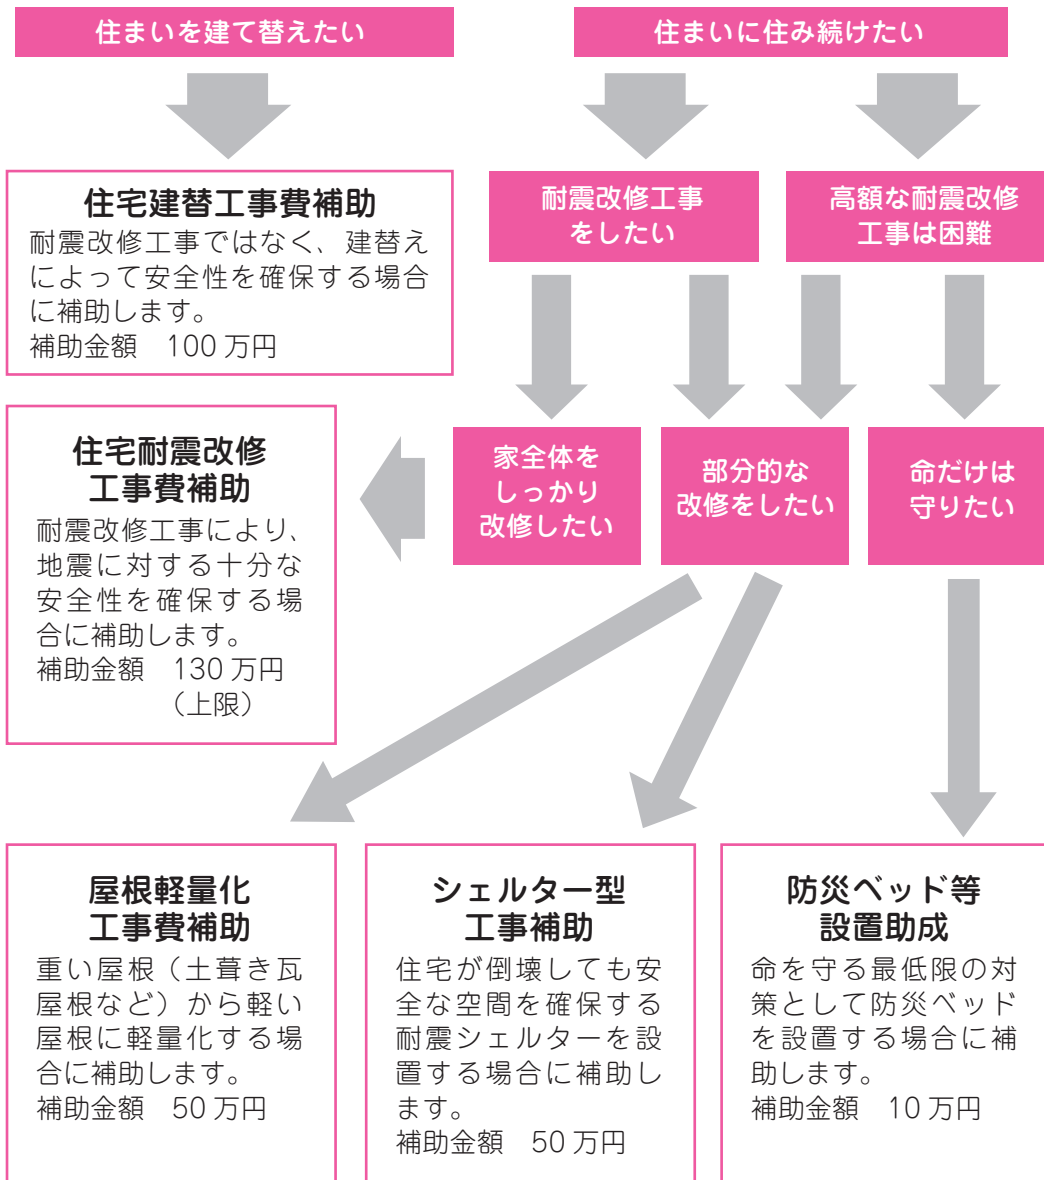 住まいを建て替えたい
住まいに住み続けたい
住宅建替工事費補助
耐震改修工事ではなく、建替え
によって安全性を確保する場合
に補助します。
補助金額　100 万円
耐震改修工事
をしたい
高額な耐震改修
工事は困難
住宅耐震改修
工事費補助
耐震改修工事により、
地震に対する十分な
安全性を確保する場
合に補助します。
補助金額　130 万円
（上限）
家全体を
しっかり
改修したい
部分的な
改修をしたい
命だけは
守りたい
屋根軽量化
工事費補助
重い屋根（土葺き瓦
屋根など）から軽い
屋根に軽量化する場
合に補助します。
補助金額　50 万円
シェルター型
工事補助
住宅が倒壊しても安
全な空間を確保する
耐震シェルターを設
置する場合に補助し
ます。
補助金額　50 万円
防災ベッド等
設置助成
命を守る最低限の対
策として防災ベッド
を設置する場合に補
助します。
補助金額　10 万円